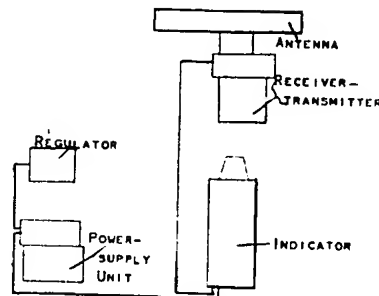 ANTENNA
RECEIVER-
TRANSMITTER
REGULATOR
POWER-
SUPPLY
UNIT
INDICATOR